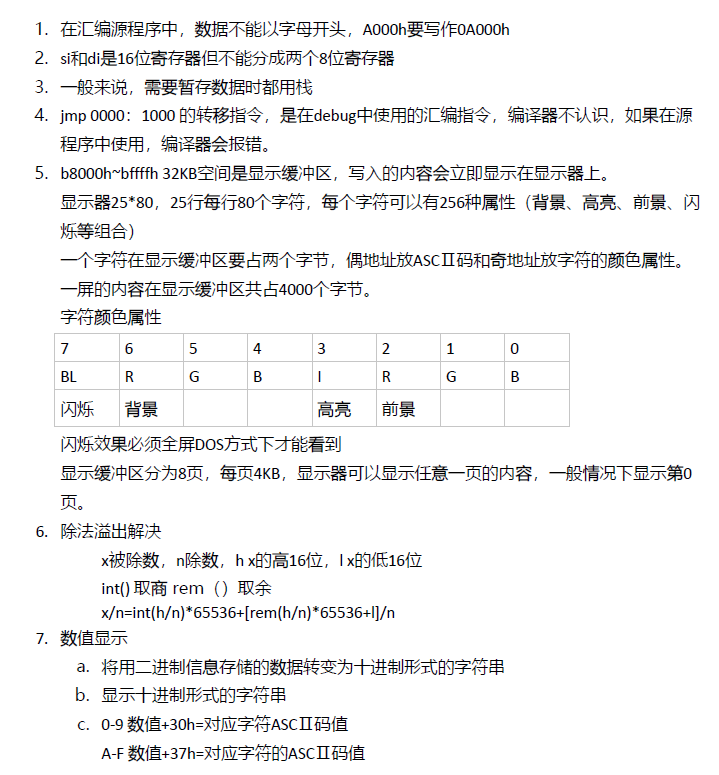 1. 在汇编源程序中，数据不能以字母开头，A000h要写作0A000h
2. si和di是16位寄存器但不能分成两个8位寄存器
3. 一般来说，需要暂存数据时都用栈
4. jmp 0000：1000 的转移指令，是在debug中使用的汇编指令，编译器不认识，如果在源
程序中使用，编译器会报错。
5. b8000h~bffffh 32KB空间是显示缓冲区，写入的内容会立即显示在显示器上。
显示器25*80，25行每行80个字符，每个字符可以有256种属性（背景、高亮、前景、闪
烁等组合）
一个字符在显示缓冲区要占两个字节，偶地址放ASCⅡ码和奇地址放字符的颜色属性。
一屏的内容在显示缓冲区共占4000个字节。
字符颜色属性
7 6 5 4 3 2 1 0
BL R G B I R G B
闪烁 背景 高亮 前景
闪烁效果必须全屏DOS方式下才能看到
显示缓冲区分为8页，每页4KB，显示器可以显示任意一页的内容，一般情况下显示第0
页。
6. 除法溢出解决
x被除数，n除数，h x的高16位，l x的低16位
int() 取商 rem（）取余
x/n=int(h/n)*65536+[rem(h/n)*65536+l]/n
7. 数值显示
a. 将用二进制信息存储的数据转变为十进制形式的字符串
b. 显示十进制形式的字符串
c. 0-9 数值+30h=对应字符ASCⅡ码值
A-F 数值+37h=对应字符的ASCⅡ码值